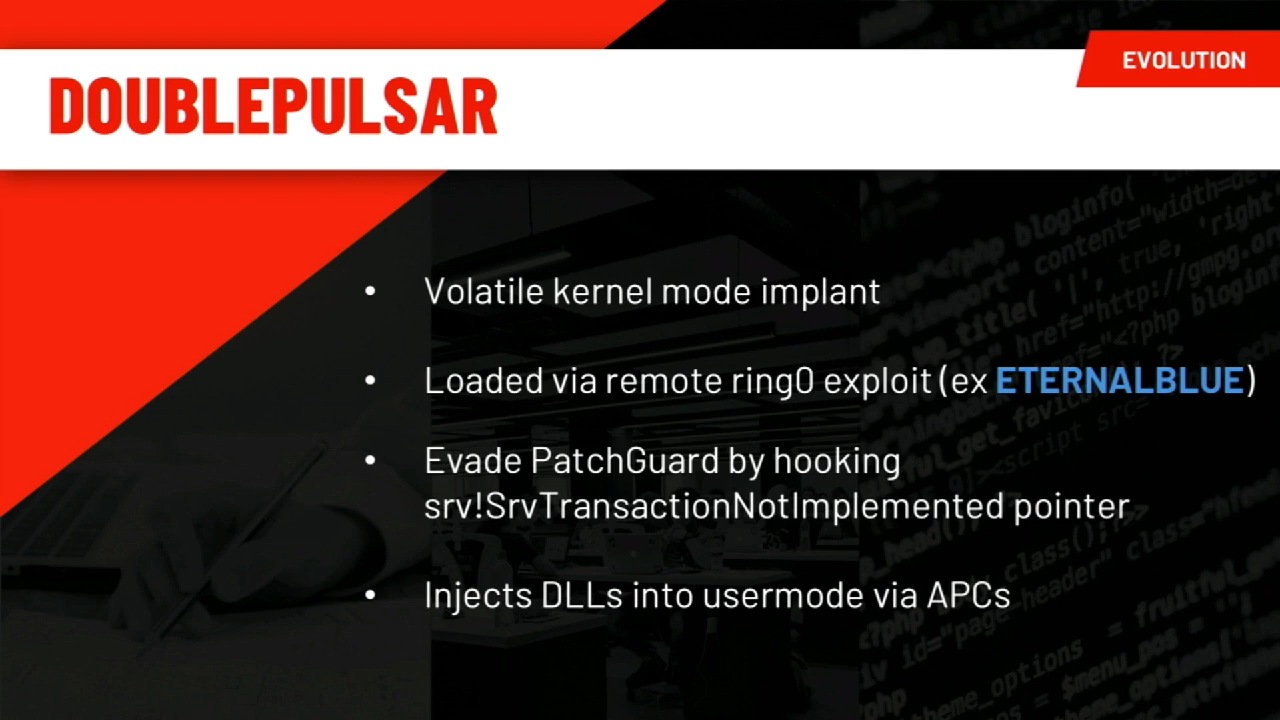 EVOLUTION
DOUBLEPULSAR
• Volatile kernel mode implant
• Loaded via remote ring0 exploit (ex ETERNALBLUE)
• Evade PatchGuard by hooking
srv!SrvTransactionNotImplemented pointer
• Injects DLLs into usermode via APCs